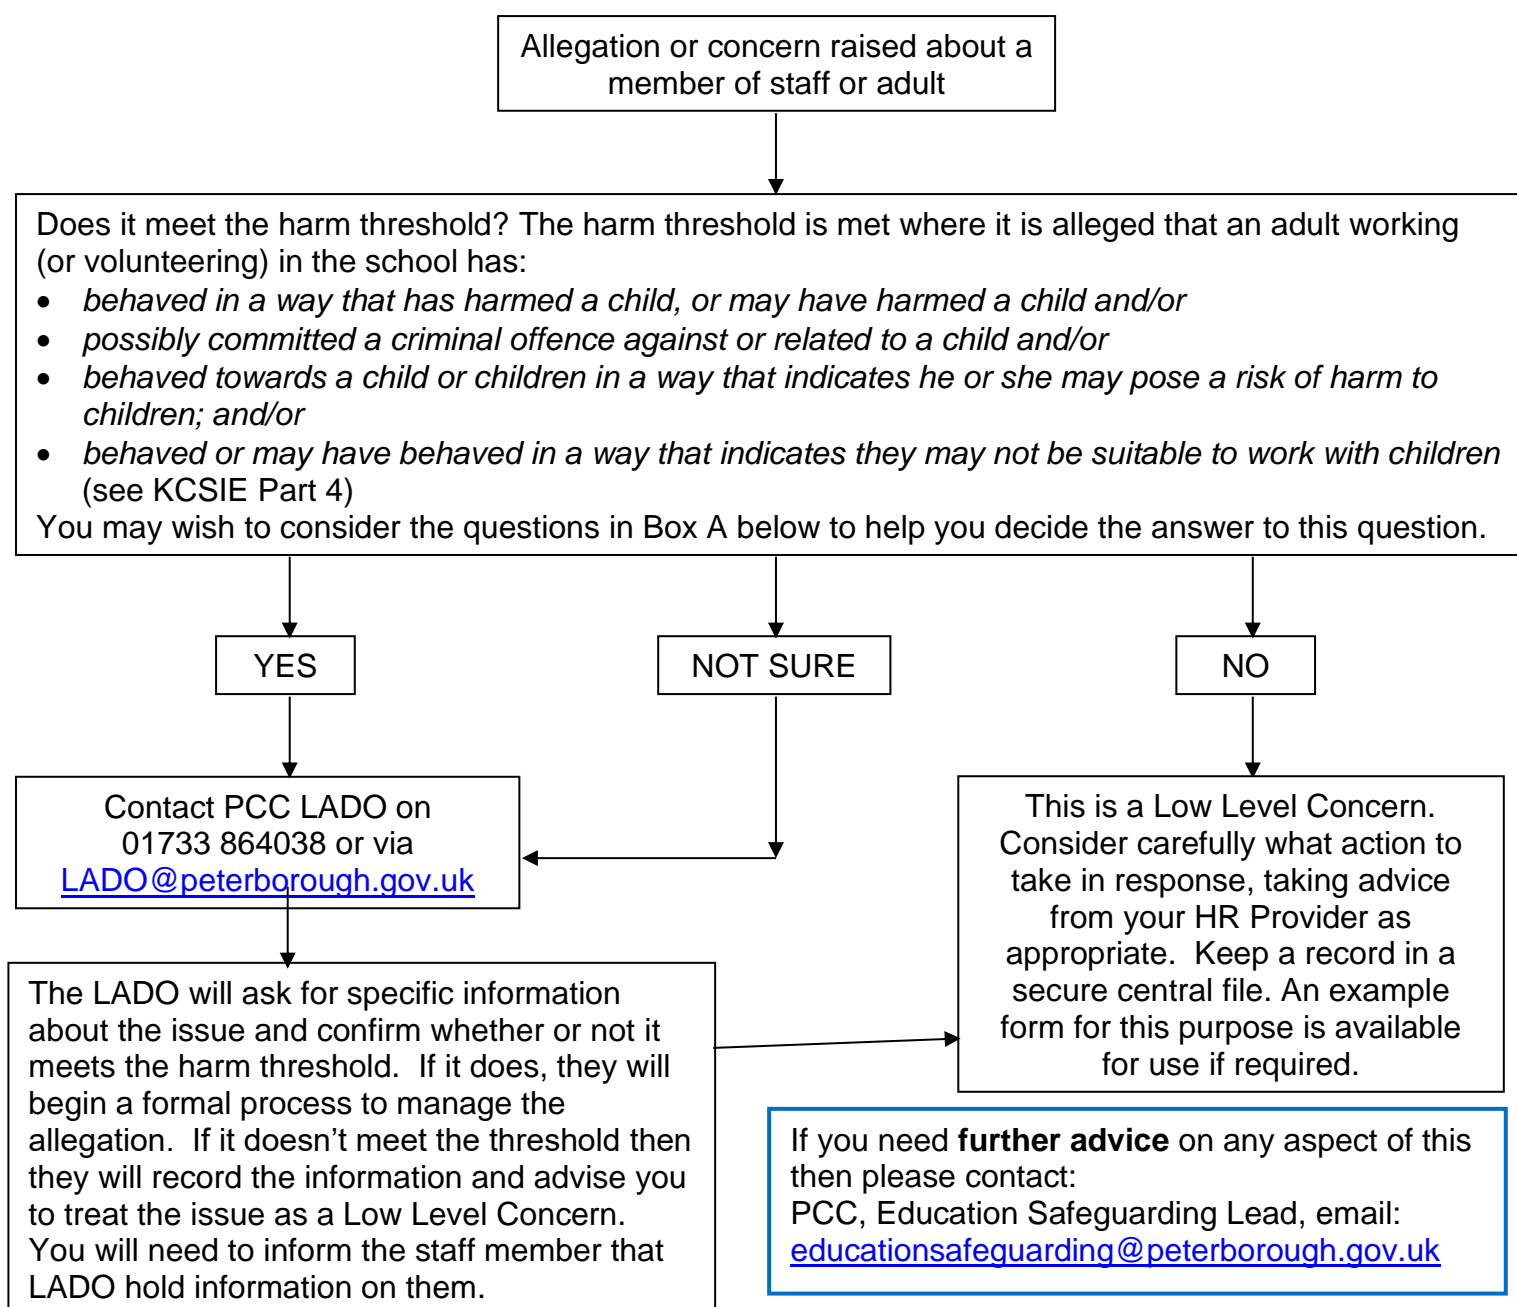 Allegation or concern raised about a
member of staff or adult
Does it meet the harm threshold? The harm threshold is met where it is alleged that an adult working
(or volunteering) in the school has:
• behaved in a way that has harmed a child, or may have harmed a child and/or
• possibly committed a criminal offence against or related to a child and/or
• behaved towards a child or children in a way that indicates he or she may pose a risk of harm to
children; and/or
• behaved or may have behaved in a way that indicates they may not be suitable to work with children
(see KCSIE Part 4)
You may wish to consider the questions in Box A below to help you decide the answer to this question.
YES
NOT SURE
NO
Contact PCC LADO on
01733 864038 or via
LADO@peterborough.gov.uk
This is a Low Level Concern.
Consider carefully what action to
take in response, taking advice
from your HR Provider as
appropriate.  Keep a record in a
secure central file. An example
form for this purpose is available
for use if required.
The LADO will ask for specific information
about the issue and confirm whether or not it
meets the harm threshold.  If it does, they will
begin a formal process to manage the
allegation.  If it doesn’t meet the threshold then
they will record the information and advise you
to treat the issue as a Low Level Concern.
You will need to inform the staff member that
LADO hold information on them.
If you need further advice on any aspect of this
then please contact:
PCC, Education Safeguarding Lead, email:
educationsafeguarding@peterborough.gov.uk